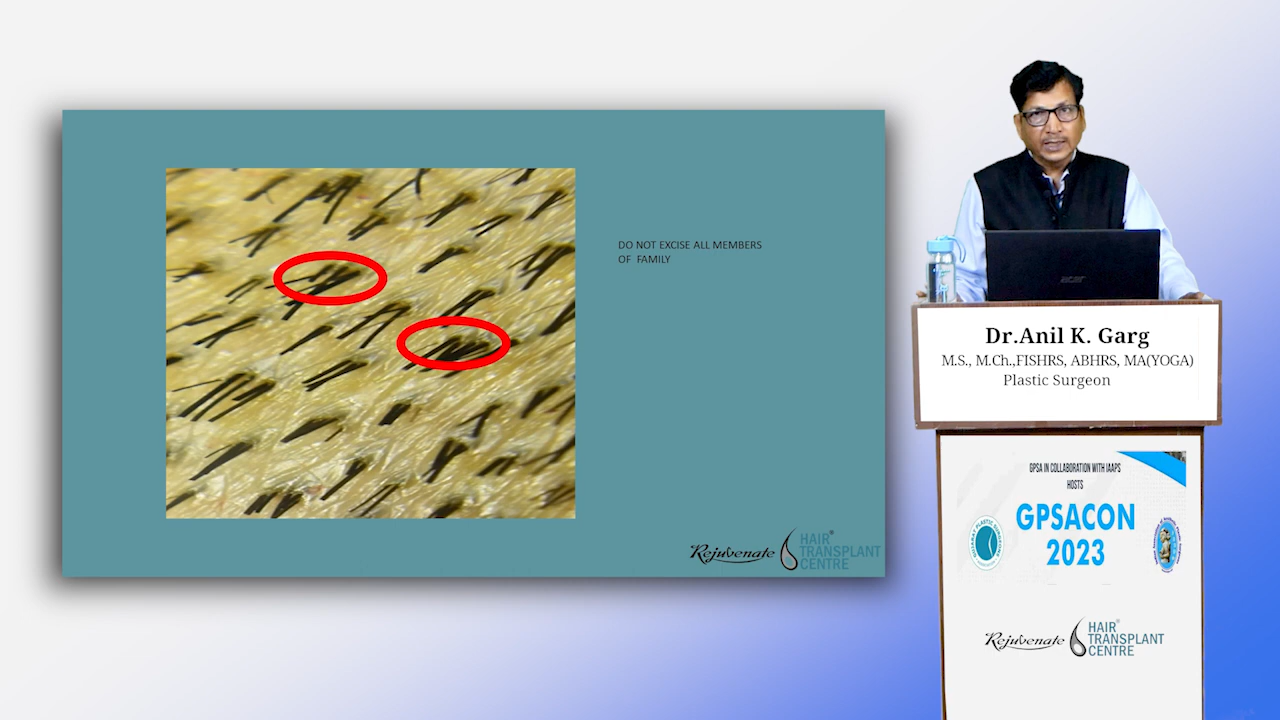 DO NOT EXCISE ALL MEMBERS
OF FAMILY
Rejuvenate
HAIR
TRANSPLANT
CENTRE
acer
Dr.Anil K. Garg
M.S., M.Ch.,FISHRS, ABHRS, MA(YOGA)
Plastic Surgeon
GPSA IN COLLABORATION WITH IAAPS
HOSTS
GPSACON
2023
Rejuvenate
HAIR
TRANSPLANT
CENTRE